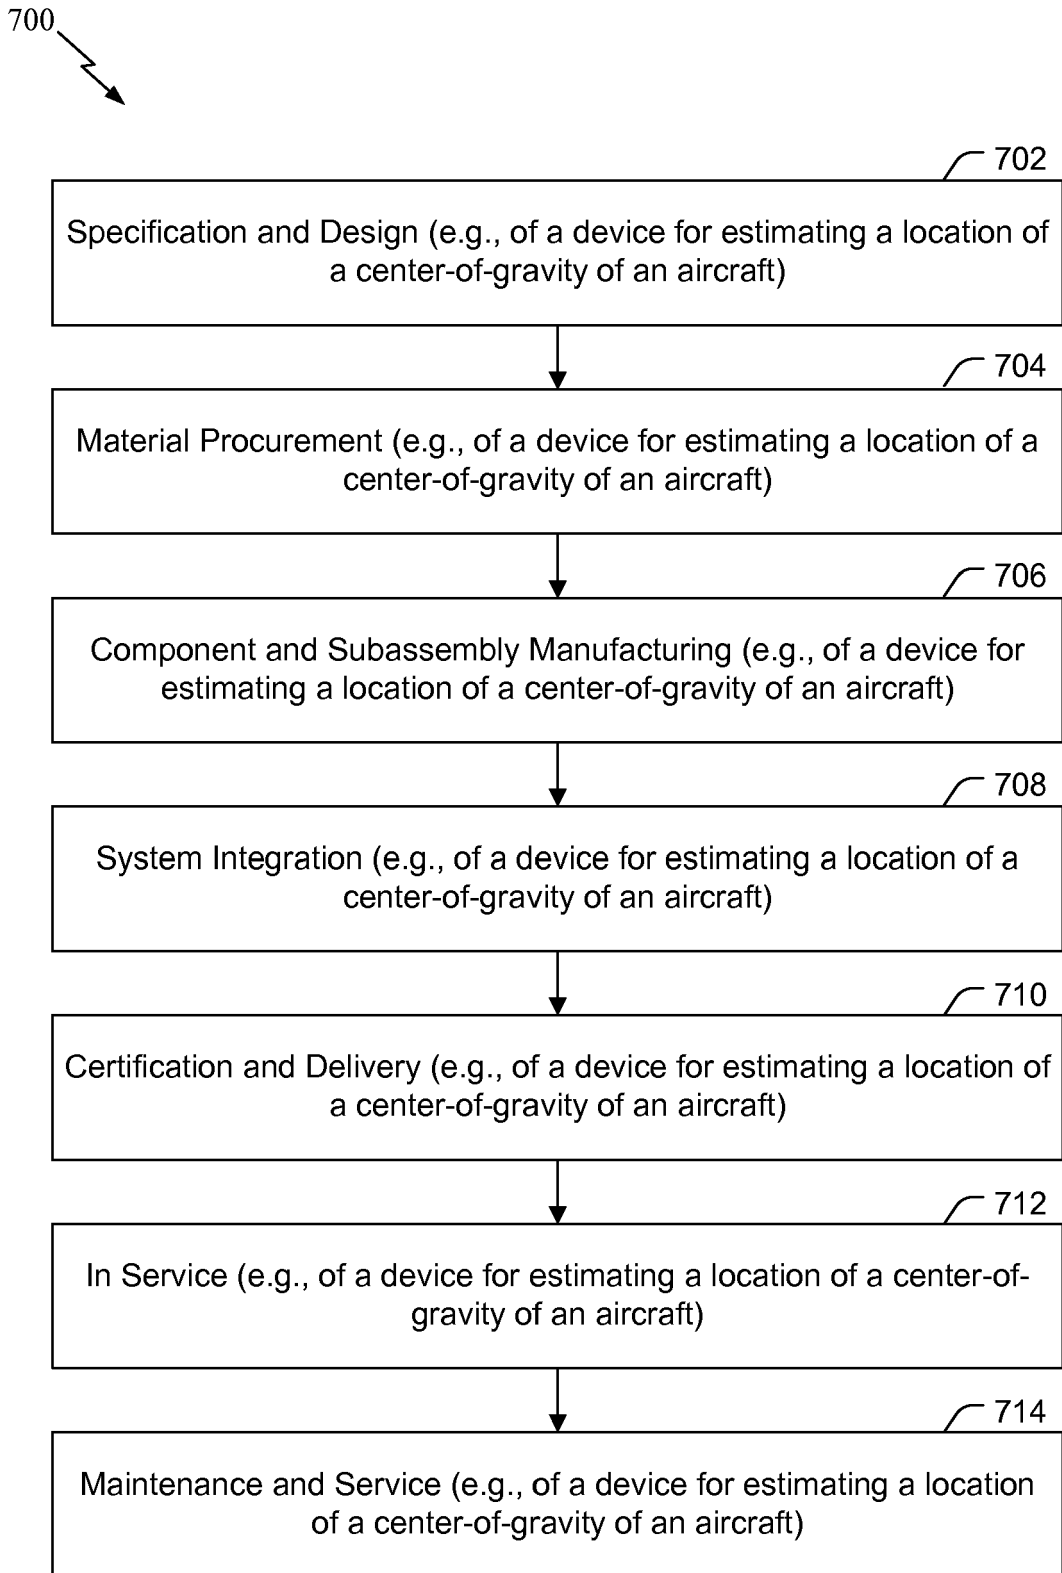 700
702
Specification and Design (e.g., of a device for estimating a location of
a center-of-gravity of an aircraft)
704
Material Procurement (e.g., of a device for estimating a location of a
center-of-gravity of an aircraft)
706
Component and Subassembly Manufacturing (e.g., of a device for
estimating a location of a center-of-gravity of an aircraft)
708
System Integration (e.g., of a device for estimating a location of a
center-of-gravity of an aircraft)
710
Certification and Delivery (e.g., of a device for estimating a location of
a center-of-gravity of an aircraft)
712
In Service (e.g., of a device for estimating a location of a center-of-
gravity of an aircraft)
714
Maintenance and Service (e.g., of a device for estimating a location
of a center-of-gravity of an aircraft)